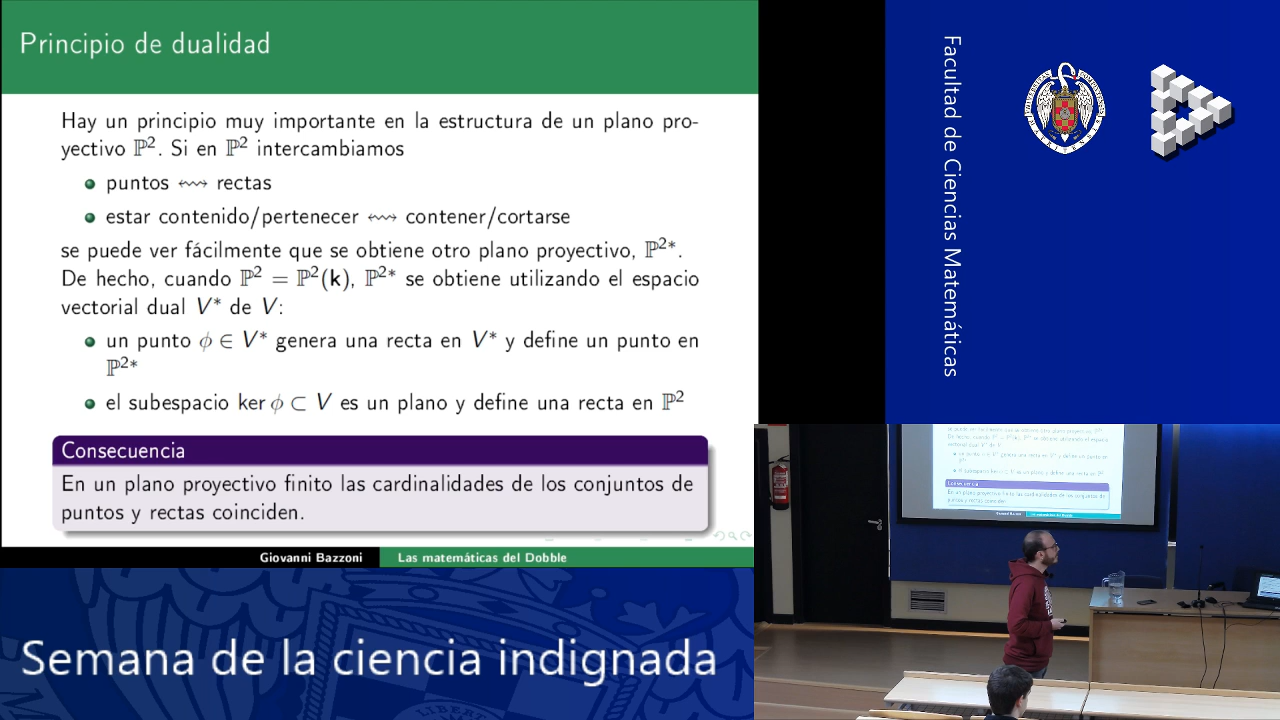 Principio de dualidad
Hay un principio muy importante en la estructura de un plano pro-
yectivo ℙ². Si en ℙ² intercambiamos
puntos ↭ rectas
estar contenido/pertenecer ↭ contener/cortarse
se puede ver fácilmente que se obtiene otro plano proyectivo, ℙ²*.
De hecho, cuando ℙ² = ℙ²(k), ℙ²* se obtiene utilizando el espacio
vectorial dual V* de V:
un punto ϕ ∈ V* genera una recta en V* y define un punto en
ℙ²*
el subespacio ker ϕ ⊂ V es un plano y define una recta en ℙ²
Consecuencia
En un plano proyectivo finito las cardinalidades de los conjuntos de
puntos y rectas coinciden.
Giovanni Bazzoni
Las matemáticas del Dobble
Semana de la ciencia indignada
Facultad de Ciencias Matemáticas